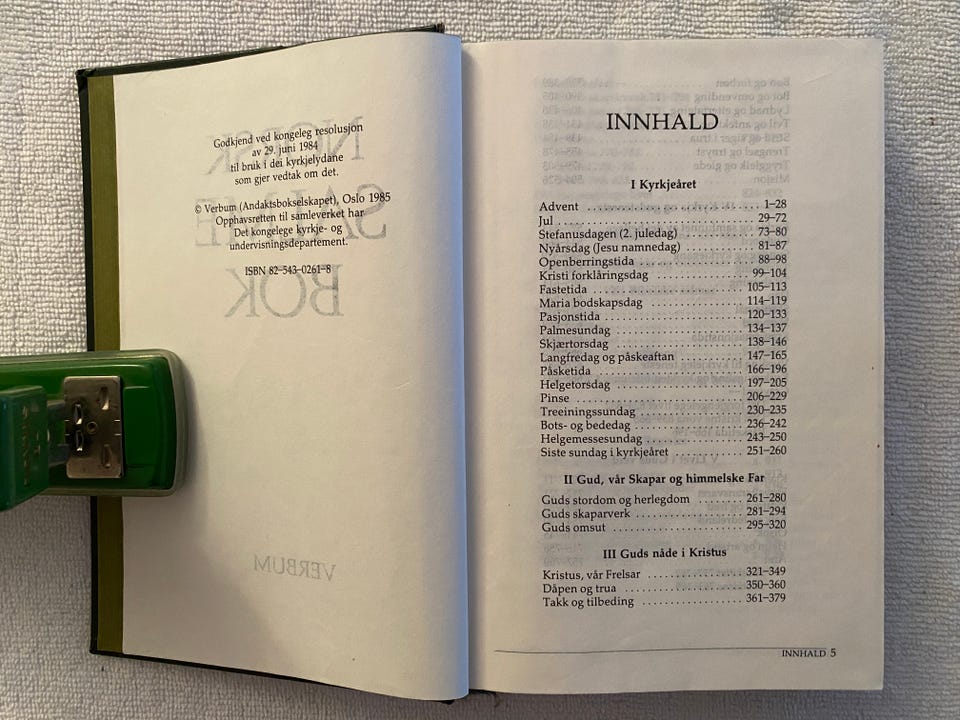 Godkjend ved kongeleg resolusjon
av 29. juni 1984
til bruk i dei kyrkjelydane
som gjer vedtak om det.
© Verbum (Andaktsbokselskapet), Oslo 1985
Opphavsretten til samleverket har
Det kongelege kyrkje- og
undervisningsdepartement.
ISBN 82-543-0261-8
NORSK
SALME
BOK
VERBUM
INNHALD
I Kyrkjeåret
Advent 1–28
Jul 29–72
Stefanusdagen (2. juledag) 73–80
Nyårsdag (Jesu namnedag) 81–87
Openberringstida 88–98
Kristi forklåringsdag 99–104
Fastetida 105–113
Maria bodskapsdag 114–119
Pasjonstida 120–133
Palmesundag 134–137
Skjærtorsdag 138–146
Langfredag og påskeaftan 147–165
Påsketida 166–196
Helgetorsdag 197–205
Pinse 206–229
Treeiningssundag 230–235
Bots- og bededag 236–242
Helgemessesundag 243–250
Siste sundag i kyrkjeåret 251–260
II Gud, vår Skapar og himmelske Far
Guds stordom og herlegdom 261–280
Guds skaparverk 281–294
Guds omsut 295–320
III Guds nåde i Kristus
Kristus, vår Frelsar 321–349
Dåpen og trua 350–360
Takk og tilbeding 361–379
INNHALD 5